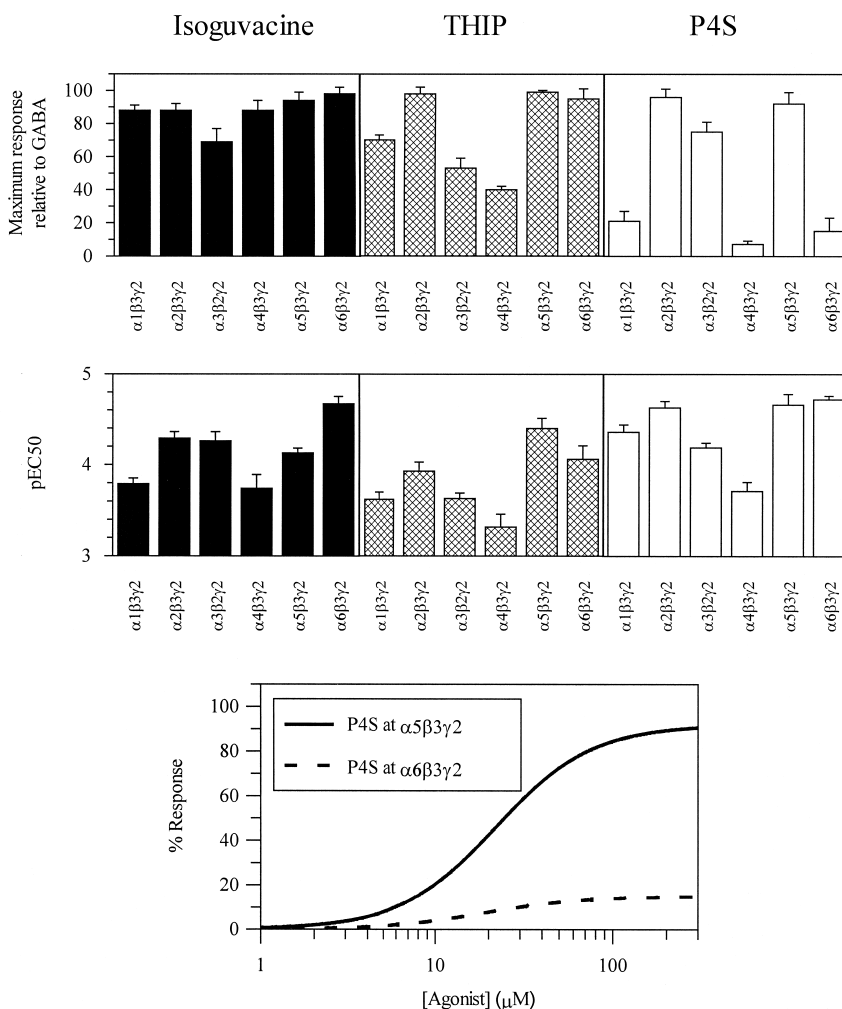 Isoguvacine THIP P4S
Maximum response
relative to GABA
100
80
60
40
20
0
α1β3γ2 α2β3γ2 α3β2γ2 α4β3γ2 α5β3γ2 α6β3γ2 α1β3γ2 α2β3γ2 α3β2γ2 α4β3γ2 α5β3γ2 α6β3γ2 α1β3γ2 α2β3γ2 α3β2γ2 α4β3γ2 α5β3γ2 α6β3γ2
pEC50
5
4
3
α1β3γ2 α2β3γ2 α3β2γ2 α4β3γ2 α5β3γ2 α6β3γ2 α1β3γ2 α2β3γ2 α3β2γ2 α4β3γ2 α5β3γ2 α6β3γ2 α1β3γ2 α2β3γ2 α3β2γ2 α4β3γ2 α5β3γ2 α6β3γ2
% Response
100
80
60
40
20
0
P4S at α5β3γ2
P4S at α6β3γ2
1 10 100
[Agonist] (μM)